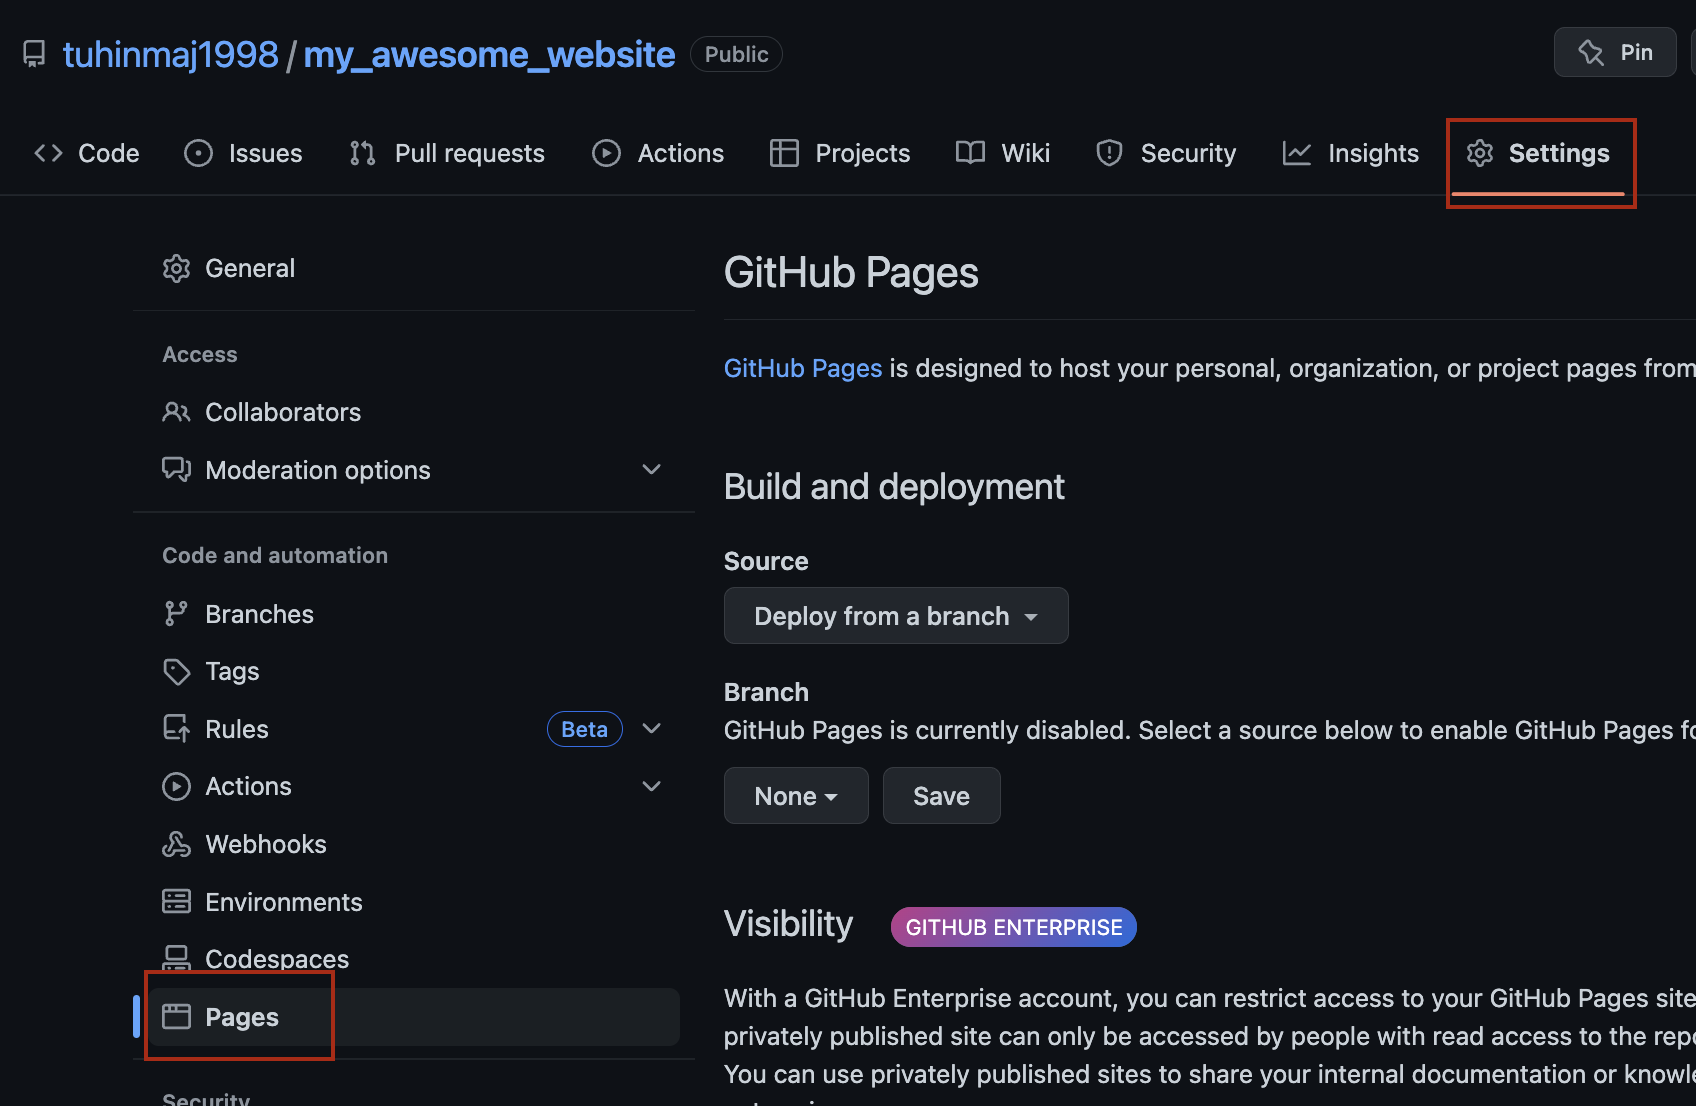 tuhinmaj1998 / my_awesome_website Public
Pin
Code Issues Pull requests Actions Projects Wiki Security Insights Settings
General
Access
Collaborators
Moderation options
Code and automation
Branches
Tags
Rules Beta
Actions
Webhooks
Environments
Codespaces
Pages
Security
GitHub Pages
GitHub Pages is designed to host your personal, organization, or project pages from
Build and deployment
Source
Deploy from a branch
Branch
GitHub Pages is currently disabled. Select a source below to enable GitHub Pages
None Save
Visibility GITHUB ENTERPRISE
With a GitHub Enterprise account, you can restrict access to your GitHub Pages site
privately published site can only be accessed by people with read access to the
You can use privately published sites to share your internal documentation or